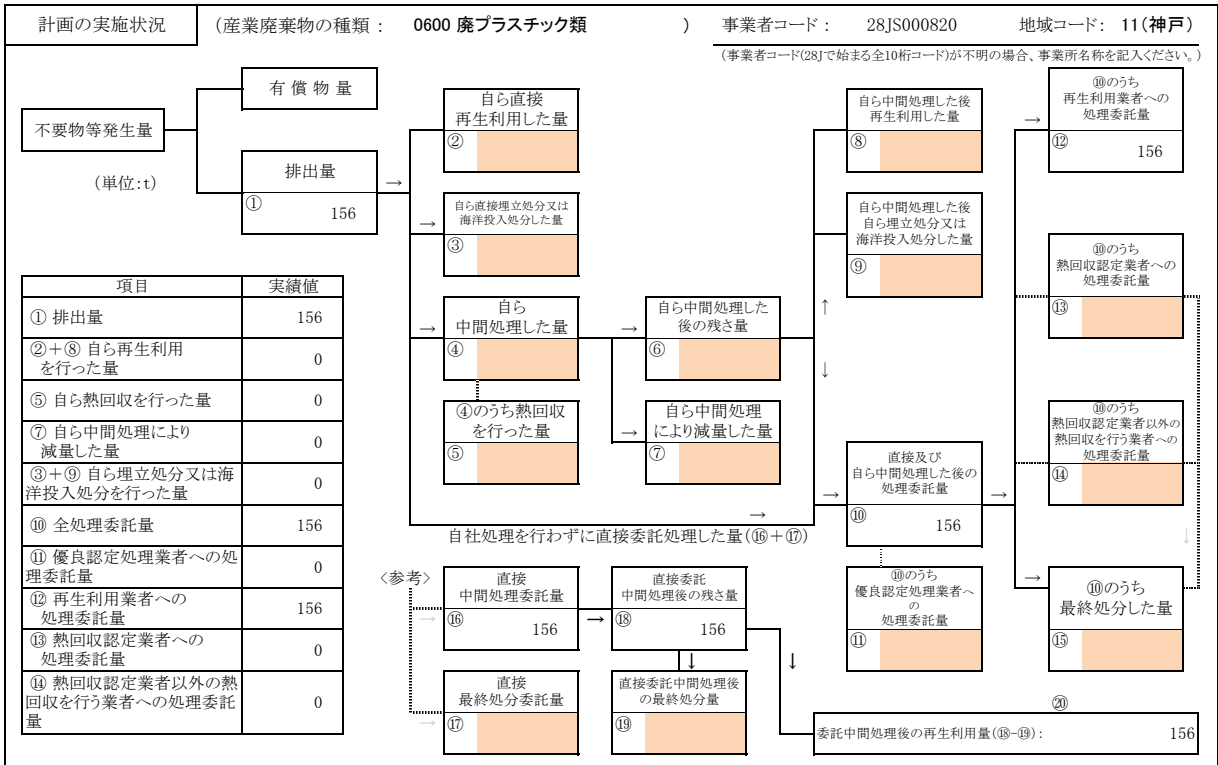 計画の実施状況
(産業廃棄物の種類： 0600 廃プラスチック類 )
事業者コード： 28JS000820 地域コード： 11(神戸)
(事業者コード(28Jで始まる全10桁コード)が不明の場合、事業所名称を記入ください。)
不要物等発生量
(単位:t)
有償物量
排出量
① 156
→
自ら直接
再生利用した量
②
→
自ら直接埋立処分又は
海洋投入処分した量
③
→
自ら
中間処理した量
④
④のうち熱回収
を行った量
⑤
→
自ら中間処理した
後の残さ量
⑥
→
自ら中間処理
により減量した量
⑦
自ら中間処理した後
再生利用した量
⑧
自ら中間処理した後
自ら埋立処分又は
海洋投入処分した量
⑨
↑
↓
→
直接及び
自ら中間処理した後の
処理委託量
⑩ 156
→
⑩のうち
優良認定処理業者へ
の
処理委託量
⑪
→
⑩のうち
再生利用業者への
処理委託量
⑫ 156
⑩のうち
熱回収認定業者への
処理委託量
⑬
⑩のうち
熱回収認定業者以外の
熱回収を行う業者への
処理委託量
⑭
↓
→
⑩のうち
最終処分した量
⑮
→
自社処理を行わずに直接委託処理した量(⑯＋⑰)
項目 実績値
① 排出量 156
②＋⑧ 自ら再生利用
を行った量 0
⑤ 自ら熱回収を行った量 0
⑦ 自ら中間処理により
減量した量 0
③＋⑨ 自ら埋立処分又は海
洋投入処分を行った量 0
⑩ 全処理委託量 156
⑪ 優良認定処理業者への処
理委託量 0
⑫ 再生利用業者への
処理委託量 156
⑬ 熱回収認定業者への
処理委託量 0
⑭ 熱回収認定業者以外の熱
回収を行う業者への処理委託
量 0
〈参考〉
→
直接
中間処理委託量
⑯ 156
→
直接委託
中間処理後の残さ量
⑱ 156
→
直接
最終処分委託量
⑰
↓
直接委託中間処理後
の最終処分量
⑲
↓
⑳
委託中間処理後の再生利用量(⑱-⑲)： 156